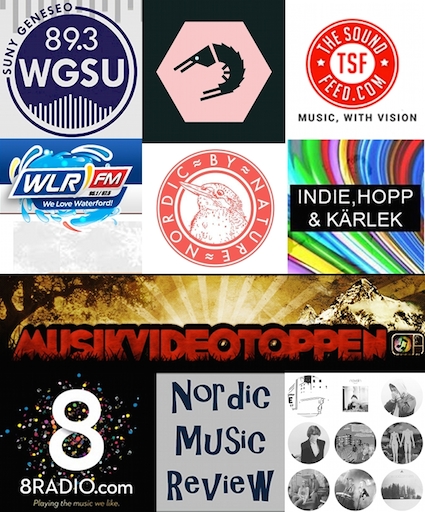 SUNY GENESEO
89.3
WGSU
THE SOUND
TSF
FEED.COM
MUSIC, WITH VISION
WLR FM
We Love Waterford!
NORDIC BY NATURE
INDIE,HOPP
& KÄRLEK
MUSIKVIDEOTOPPEN
8
8RADIO.com
Playing the music we like.
Nordic
Music
Review